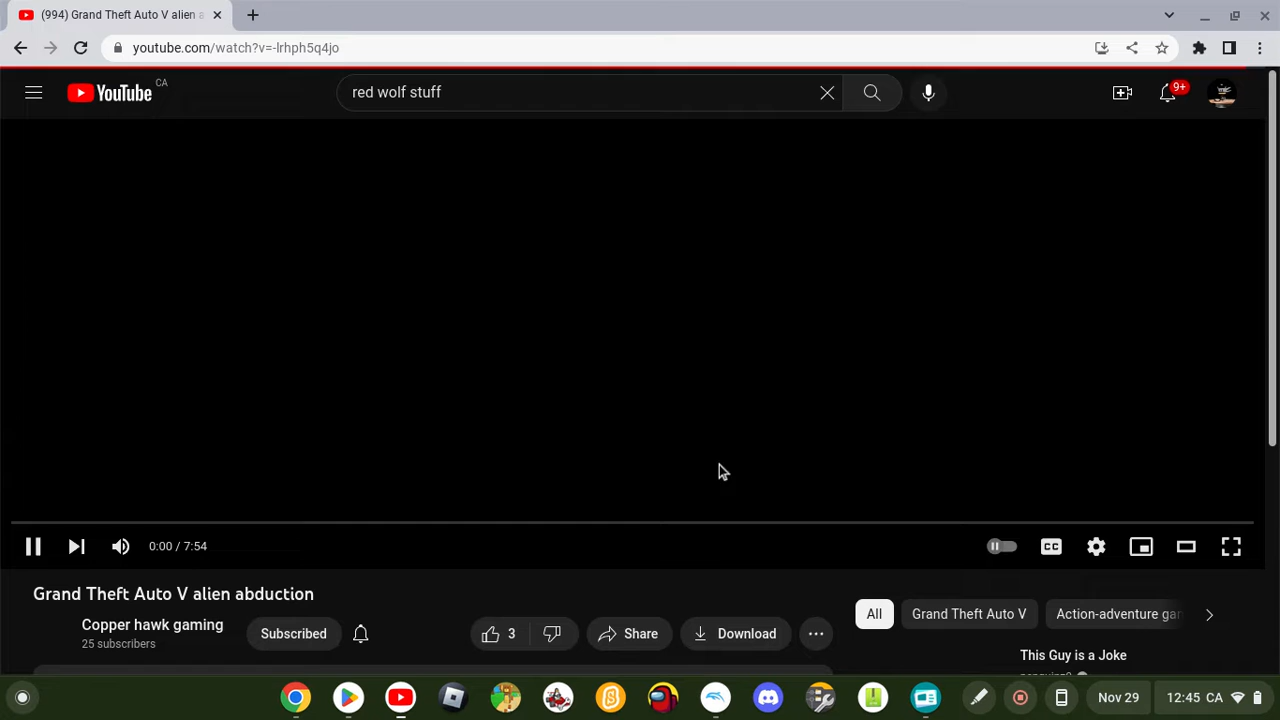 (994) Grand Theft Auto V alien a
youtube.com/watch?v=-lrhph5q4jo
YouTube CA
red wolf stuff
9+
0:00 / 7:54
CC
Grand Theft Auto V alien abduction
Copper hawk gaming
25 subscribers
Subscribed
3
Share
Download
All
Grand Theft Auto V
Action-adventure gar
This Guy is a Joke
Nov 29
12:45 CA